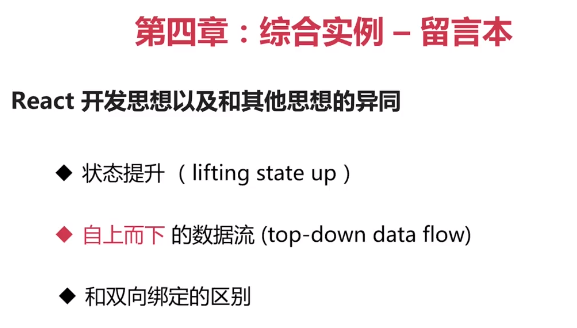 第四章：综合实例 – 留言本
React 开发思想以及和其他思想的异同
◆ 状态提升 （ lifting state up ）
◆ 自上而下 的数据流 (top-down data flow)
◆ 和双向绑定的区别